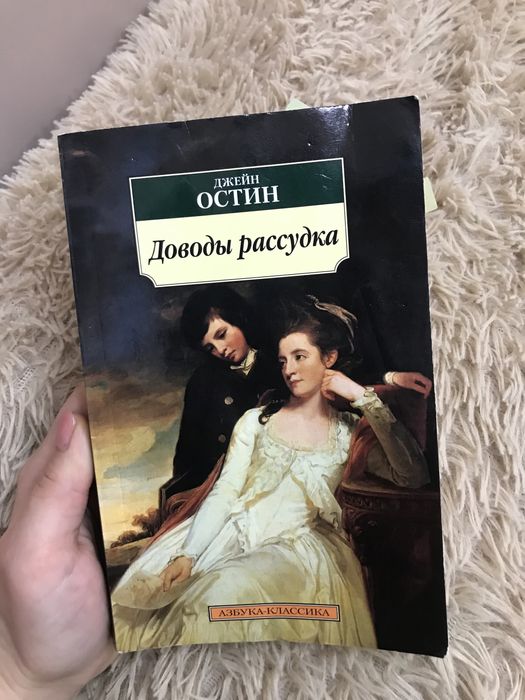 ДЖЕЙН
ОСТИН
Доводы рассудка
АЗБУКА-КЛАССИКА